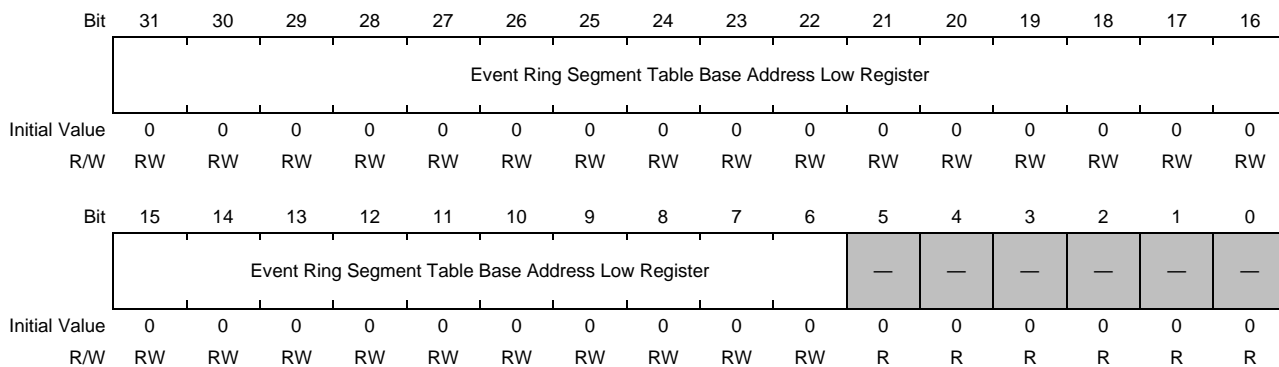 Bit 31 30 29 28 27 26 25 24 23 22 21 20 19 18 17 16
Event Ring Segment Table Base Address Low Register
Initial Value 0 0 0 0 0 0 0 0 0 0 0 0 0 0 0 0
R/W RW RW RW RW RW RW RW RW RW RW RW RW RW RW RW RW
Bit 15 14 13 12 11 10 9 8 7 6 5 4 3 2 1 0
Event Ring Segment Table Base Address Low Register — — — — — —
Initial Value 0 0 0 0 0 0 0 0 0 0 0 0 0 0 0 0
R/W RW RW RW RW RW RW RW RW RW RW R R R R R R